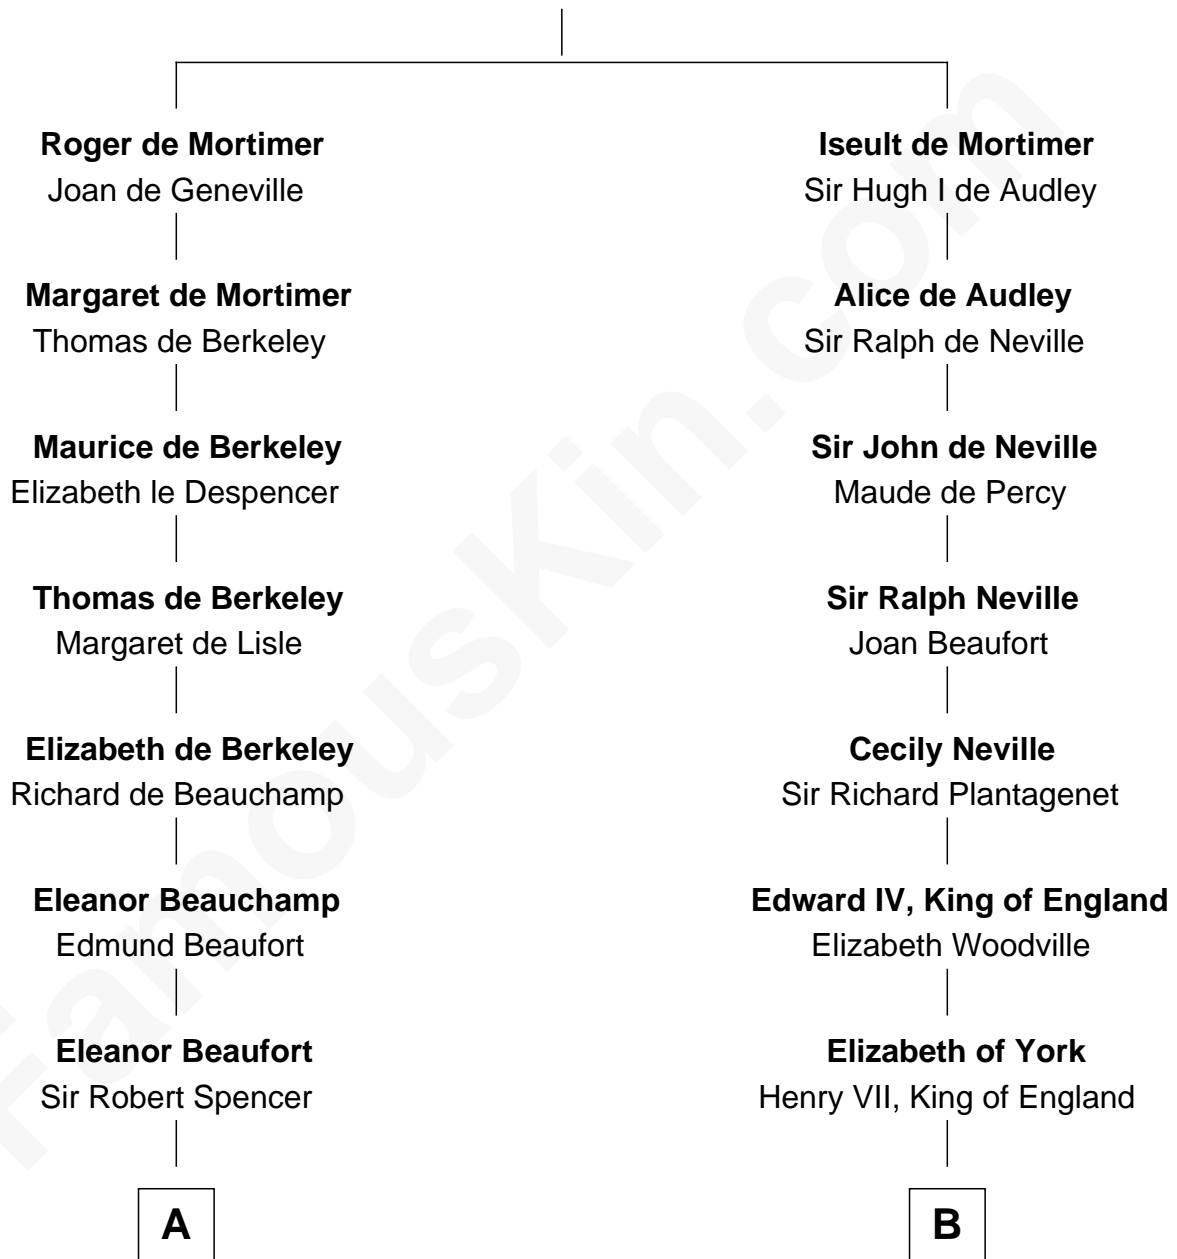 Roger de Mortimer
Joan de Geneville
Margaret de Mortimer
Thomas de Berkeley
Maurice de Berkeley
Elizabeth le Despencer
Thomas de Berkeley
Margaret de Lisle
Elizabeth de Berkeley
Richard de Beauchamp
Eleanor Beauchamp
Edmund Beaufort
Eleanor Beaufort
Sir Robert Spencer
A
Iseult de Mortimer
Sir Hugh I de Audley
Alice de Audley
Sir Ralph de Neville
Sir John de Neville
Maude de Percy
Sir Ralph Neville
Joan Beaufort
Cecily Neville
Sir Richard Plantagenet
Edward IV, King of England
Elizabeth Woodville
Elizabeth of York
Henry VII, King of England
B
FamousKin.com